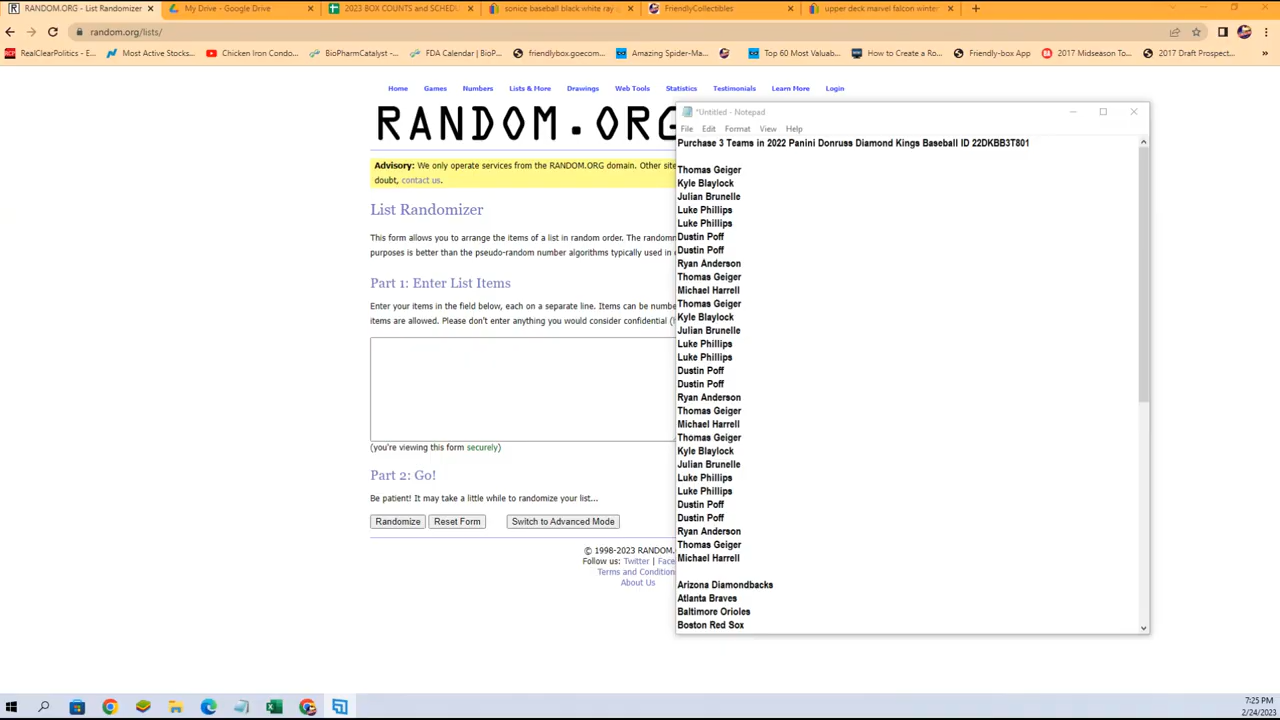 RANDOM.ORG - List Randomizer
My Drive - Google Drive
2023 BOX COUNTS and SCHEDU
sonice baseball black white ray
FriendlyCollectibles
upper deck marvel falcon winter
random.org/lists/
RealClearPolitics - E...
Most Active Stocks...
Chicken Iron Condo...
BioPharmCatalyst -...
FDA Calendar | BioP...
friendlybox.goecom...
Amazing Spider-Ma...
Top 60 Most Valuab...
How to Create a Ro...
Friendly-box App
2017 Midseason To...
2017 Draft Prospect...
Home Games Numbers Lists & More Drawings Web Tools Statistics Testimonials Learn More Login
RANDOM.ORG
Advisory: We only operate services from the RANDOM.ORG domain. Other site
doubt, contact us.
List Randomizer
This form allows you to arrange the items of a list in random order. The randomn
purposes is better than the pseudo-random number algorithms typically used in
Part 1: Enter List Items
Enter your items in the field below, each on a separate line. Items can be numbe
items are allowed. Please don't enter anything you would consider confidential
(you're viewing this form securely)
Part 2: Go!
Be patient! It may take a little while to randomize your list...
Randomize Reset Form Switch to Advanced Mode
© 1998-2023 RANDOM.
Follow us: Twitter | Face
Terms and Condition
About Us
*Untitled - Notepad
File Edit Format View Help
Purchase 3 Teams in 2022 Panini Donruss Diamond Kings Baseball ID 22DKBB3T801
Thomas Geiger
Kyle Blaylock
Julian Brunelle
Luke Phillips
Luke Phillips
Dustin Poff
Dustin Poff
Ryan Anderson
Thomas Geiger
Michael Harrell
Thomas Geiger
Kyle Blaylock
Julian Brunelle
Luke Phillips
Luke Phillips
Dustin Poff
Dustin Poff
Ryan Anderson
Thomas Geiger
Michael Harrell
Thomas Geiger
Kyle Blaylock
Julian Brunelle
Luke Phillips
Luke Phillips
Dustin Poff
Dustin Poff
Ryan Anderson
Thomas Geiger
Michael Harrell
Arizona Diamondbacks
Atlanta Braves
Baltimore Orioles
Boston Red Sox
7:25 PM
2/24/2023